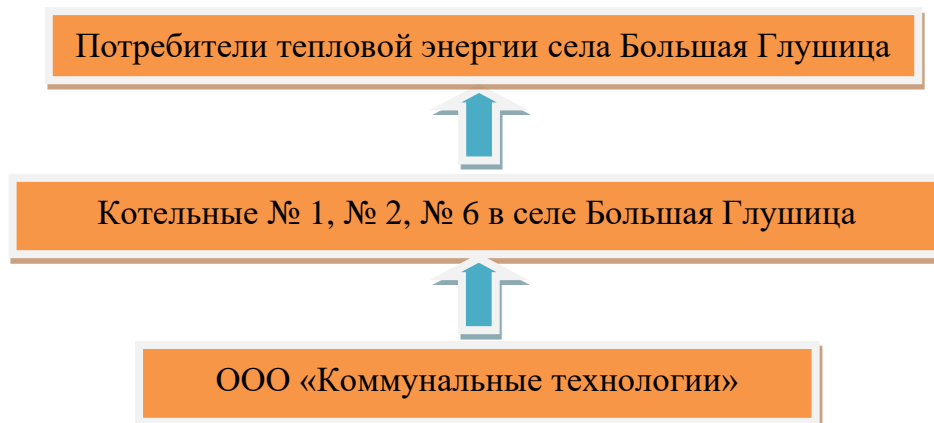 Потребители тепловой энергии села Большая Глушица
Котельные № 1, № 2, № 6 в селе Большая Глушица
ООО «Коммунальные технологии»